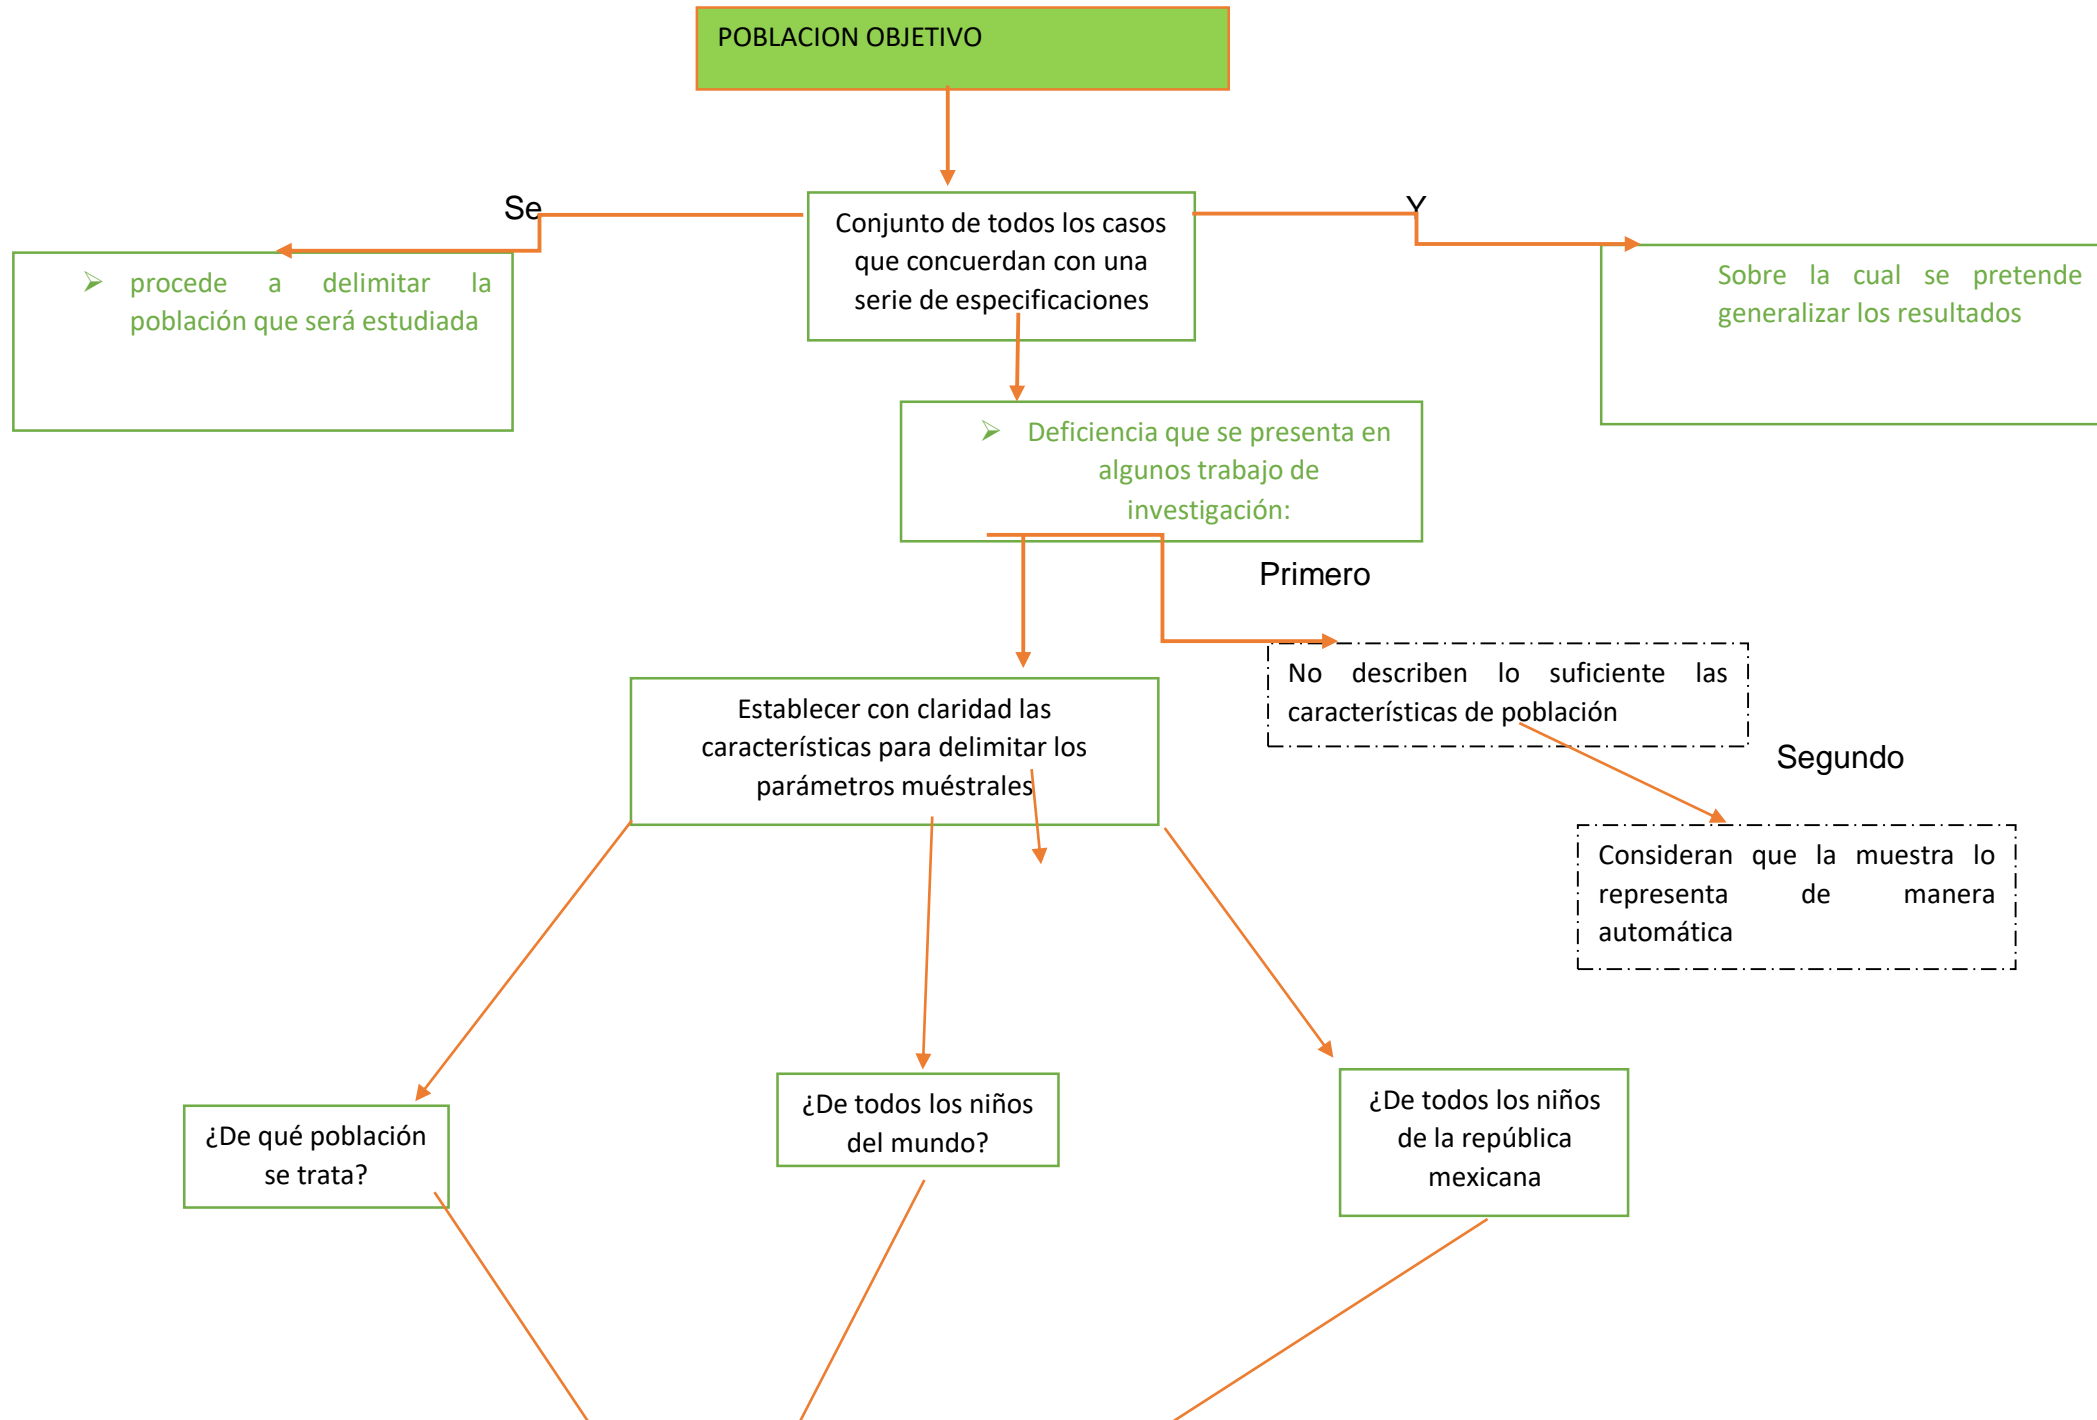 POBLACION OBJETIVO
Se
Y
Conjunto de todos los casos
que concuerdan con una
serie de especificaciones
➢ procede a delimitar la
población que será estudiada
Sobre la cual se pretende
generalizar los resultados
➢ Deficiencia que se presenta en
algunos trabajo de
investigación:
Primero
No describen lo suficiente las
características de población
Establecer con claridad las
características para delimitar los
parámetros muéstrales
Segundo
Consideran que la muestra lo
representa de manera
automática
¿De qué población
se trata?
¿De todos los niños
del mundo?
¿De todos los niños
de la república
mexicana